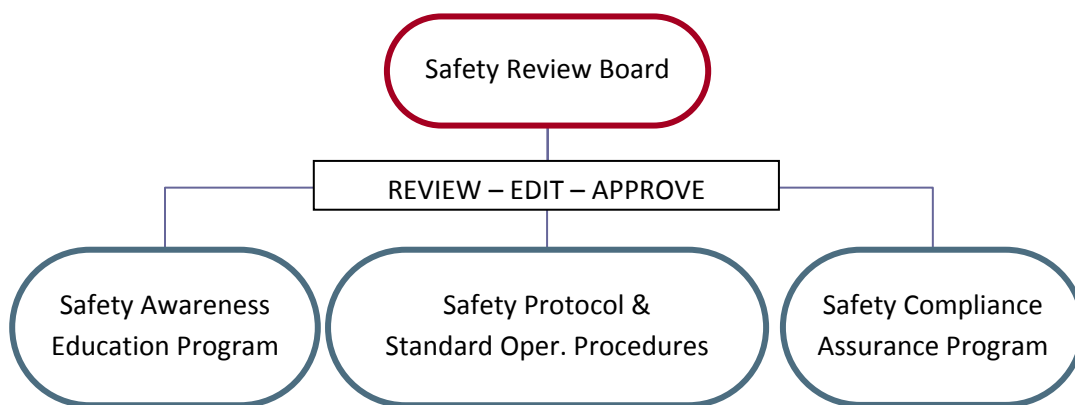 Safety Review Board
REVIEW – EDIT – APPROVE
Safety Awareness
Education Program
Safety Protocol &
Standard Oper. Procedures
Safety Compliance
Assurance Program